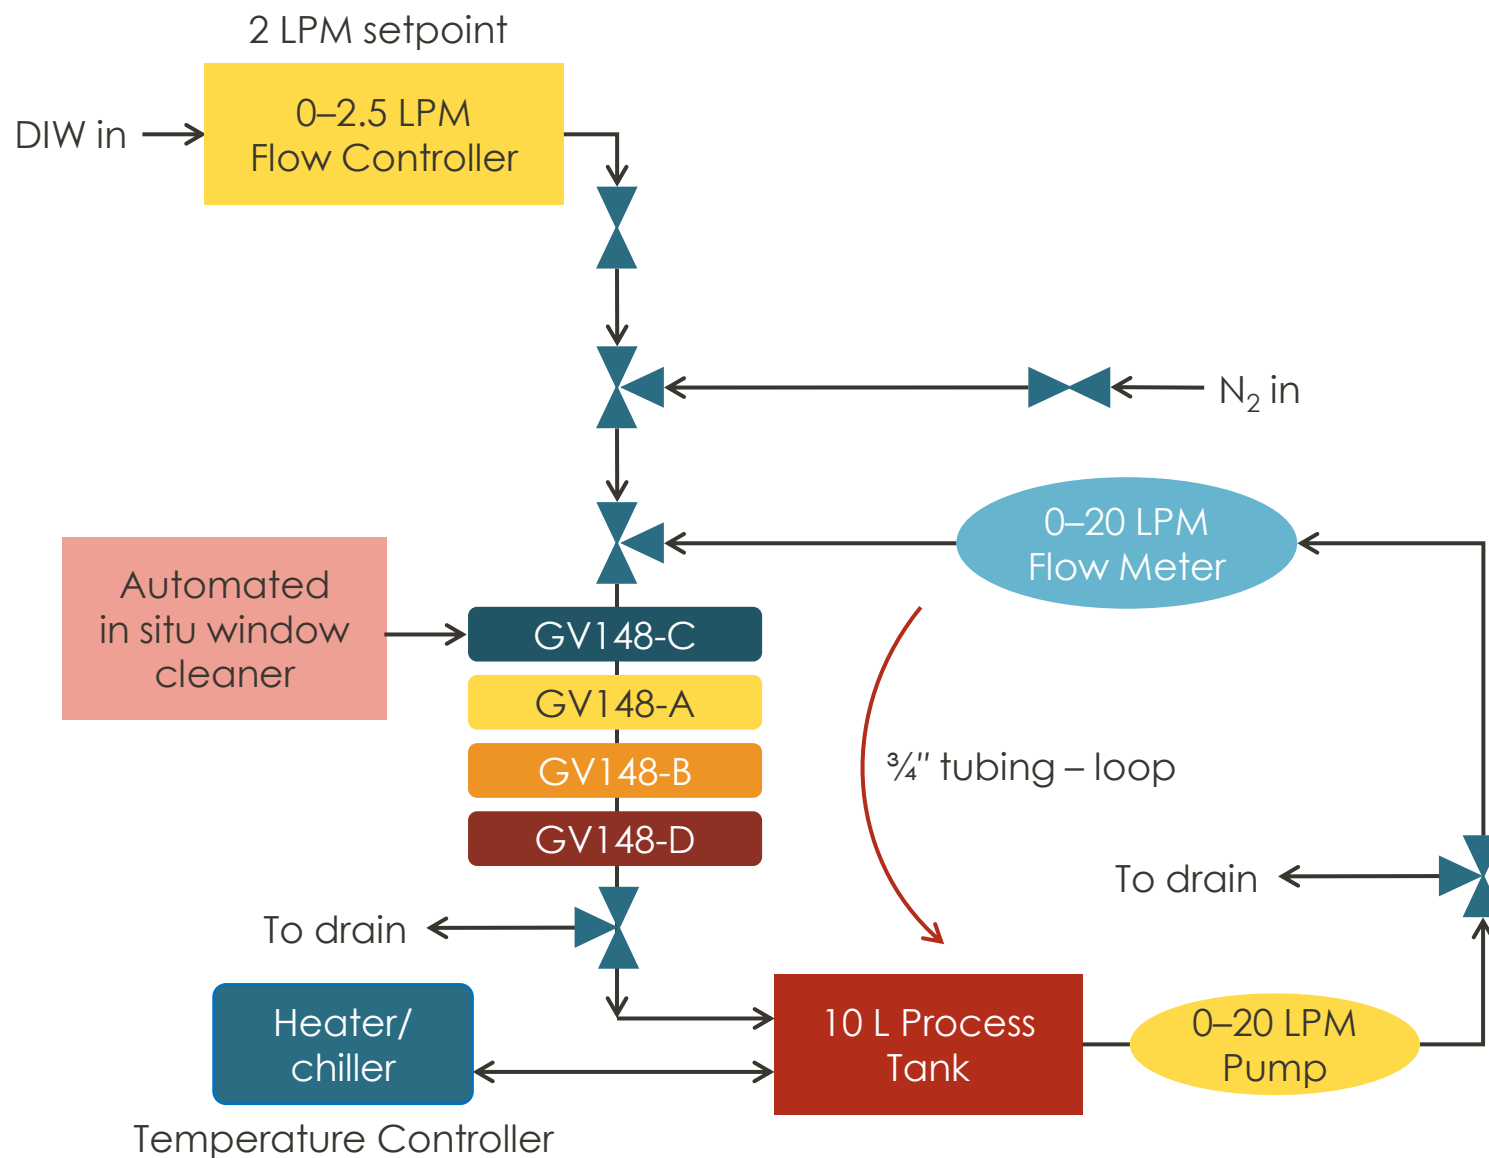 2 LPM setpoint
DIW in
0–2.5 LPM
Flow Controller
N₂ in
0–20 LPM
Flow Meter
Automated
in situ window
cleaner
GV148-C
GV148-A
GV148-B
GV148-D
¾″ tubing – loop
To drain
To drain
Heater/
chiller
Temperature Controller
10 L Process
Tank
0–20 LPM
Pump